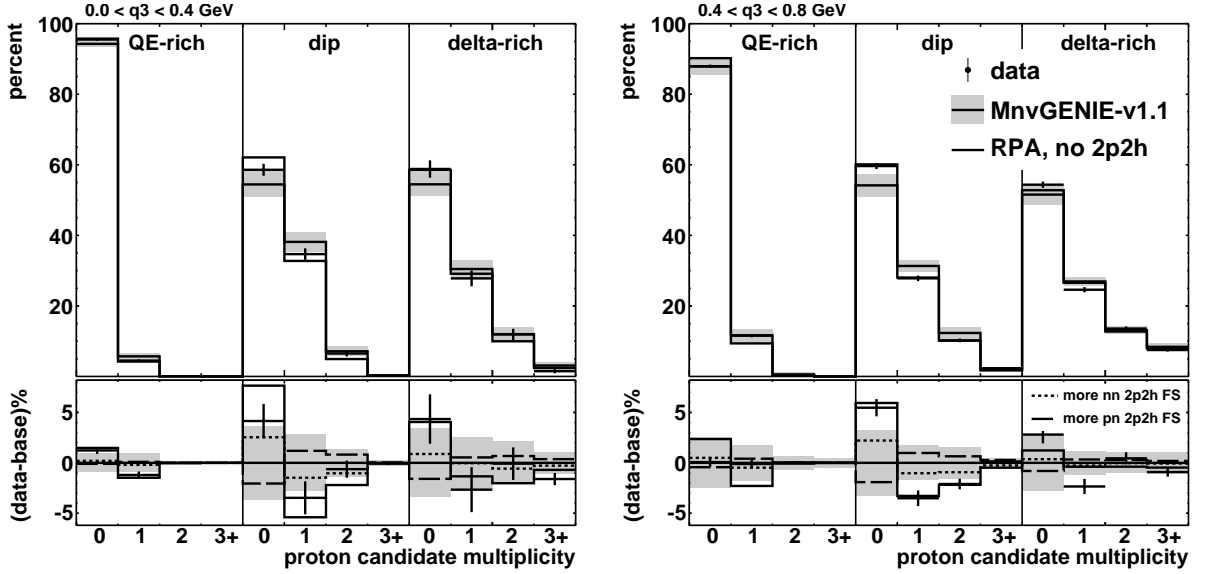 0.0 < q3 < 0.4 GeV
percent
100
80
60
40
20
QE-rich
dip
delta-rich
(data-base)%
5
0
-5
0 1 2 3+ 0 1 2 3+ 0 1 2 3+
proton candidate multiplicity
0.4 < q3 < 0.8 GeV
percent
100
80
60
40
20
QE-rich
dip
delta-rich
data
MnvGENIE-v1.1
RPA, no 2p2h
(data-base)%
5
0
-5
more nn 2p2h FS
more pn 2p2h FS
0 1 2 3+ 0 1 2 3+ 0 1 2 3+
proton candidate multiplicity